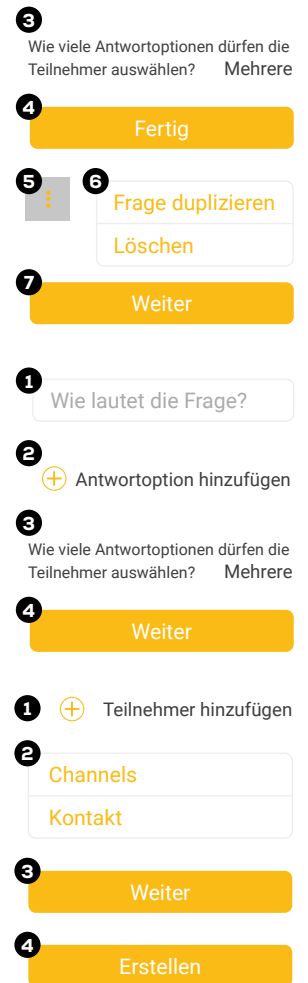 3
Wie viele Antwortoptionen dürfen die
Teilnehmer auswählen? Mehrere
4
Fertig
5 6
Frage duplizieren
Löschen
7
Weiter
1
Wie lautet die Frage?
2
Antwortoption hinzufügen
3
Wie viele Antwortoptionen dürfen die
Teilnehmer auswählen? Mehrere
4
Weiter
1 Teilnehmer hinzufügen
2
Channels
Kontakt
3
Weiter
4
Erstellen